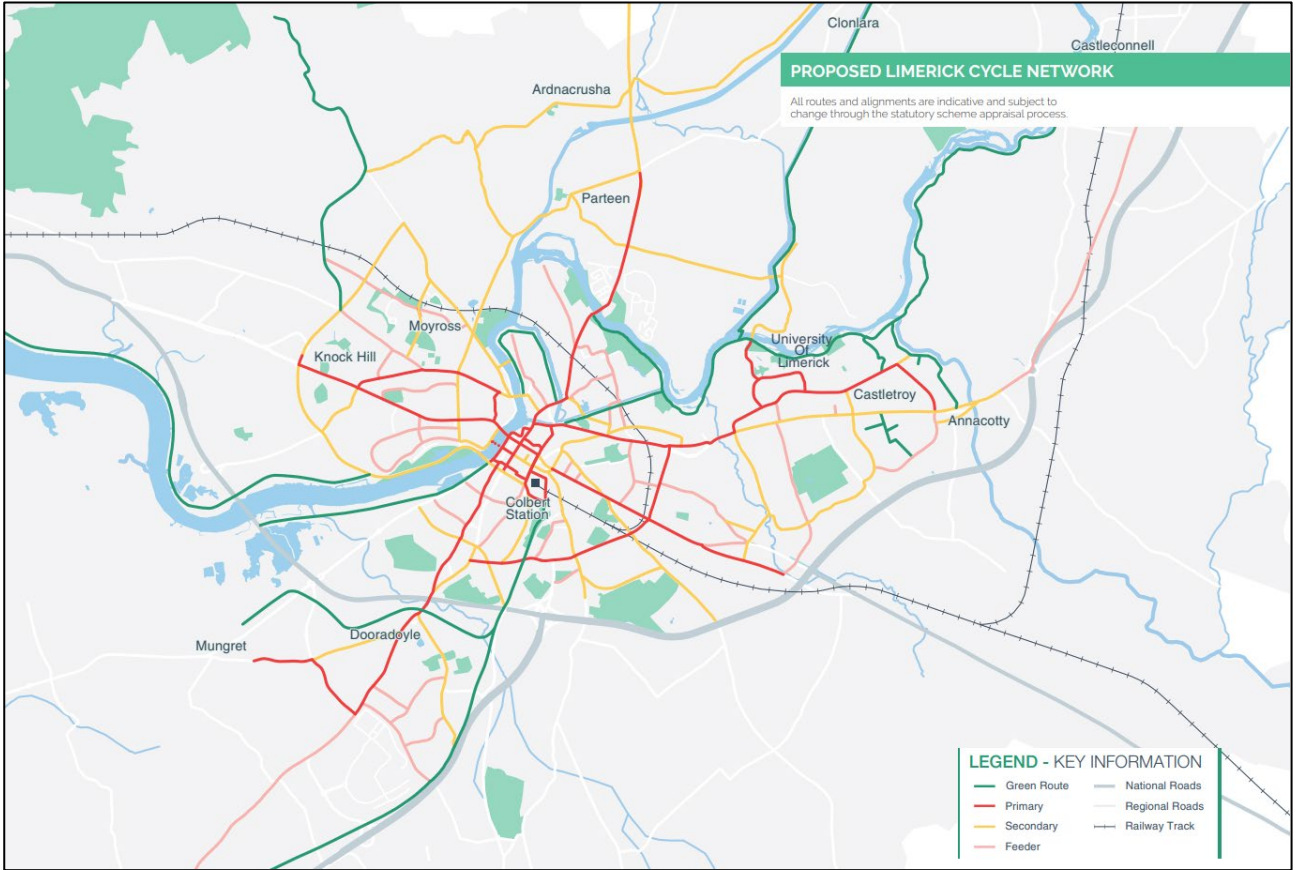 Clonlara
Castleconnell
PROPOSED LIMERICK CYCLE NETWORK
All routes and alignments are indicative and subject to
change through the statutory scheme appraisal process.
Ardnacrusha
Parteen
Moyross
Knock Hill
University
Of
Limerick
Castletroy
Annacotty
Colbert
Station
Mungret
Dooradoyle
LEGEND - KEY INFORMATION
Green Route
National Roads
Primary
Regional Roads
Secondary
Railway Track
Feeder